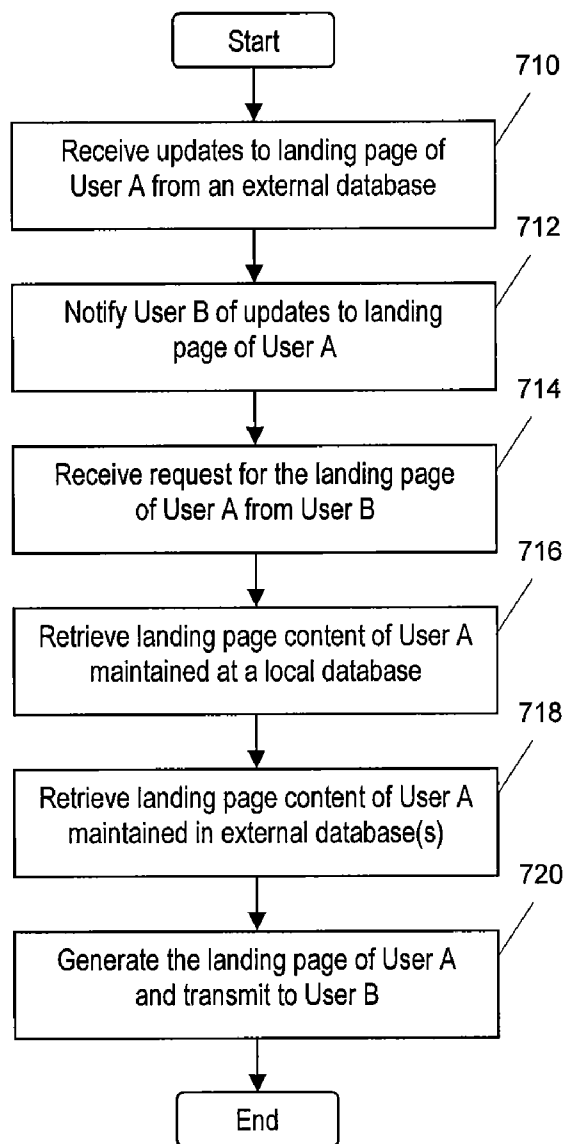 Start
710
Receive updates to landing page of
User A from an external database
712
Notify User B of updates to landing
page of User A
714
Receive request for the landing page
of User A from User B
716
Retrieve landing page content of User A
maintained at a local database
718
Retrieve landing page content of User A
maintained in external database(s)
720
Generate the landing page of User A
and transmit to User B
End